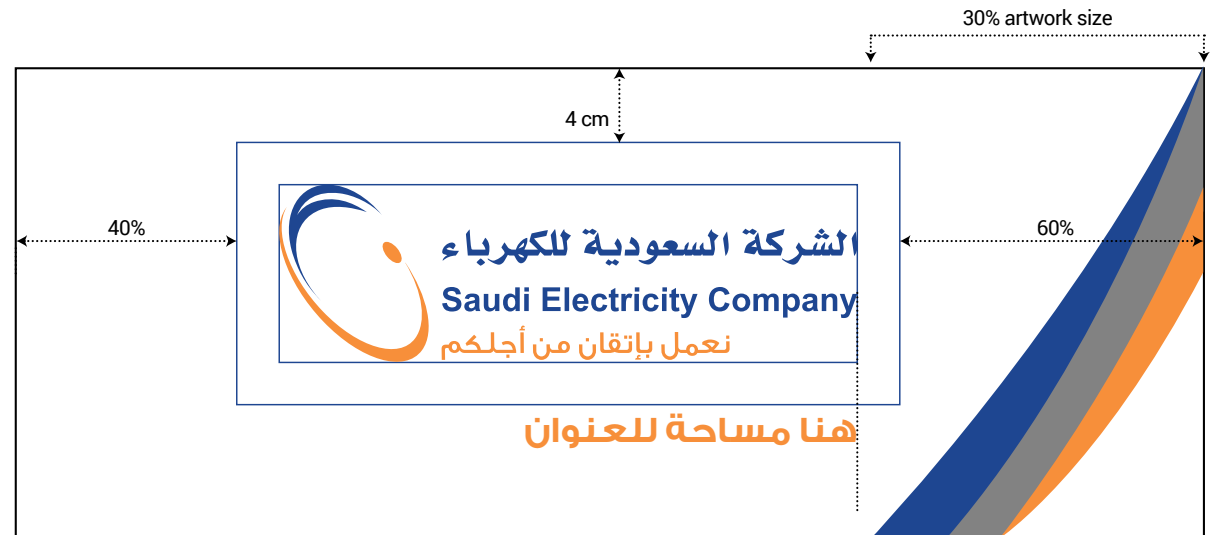 30% artwork size
4 cm
40%
60%
الشركة السعودية للكهرباء
Saudi Electricity Company
نعمل بإتقان من أجلكم
هنا مساحة للعنوان